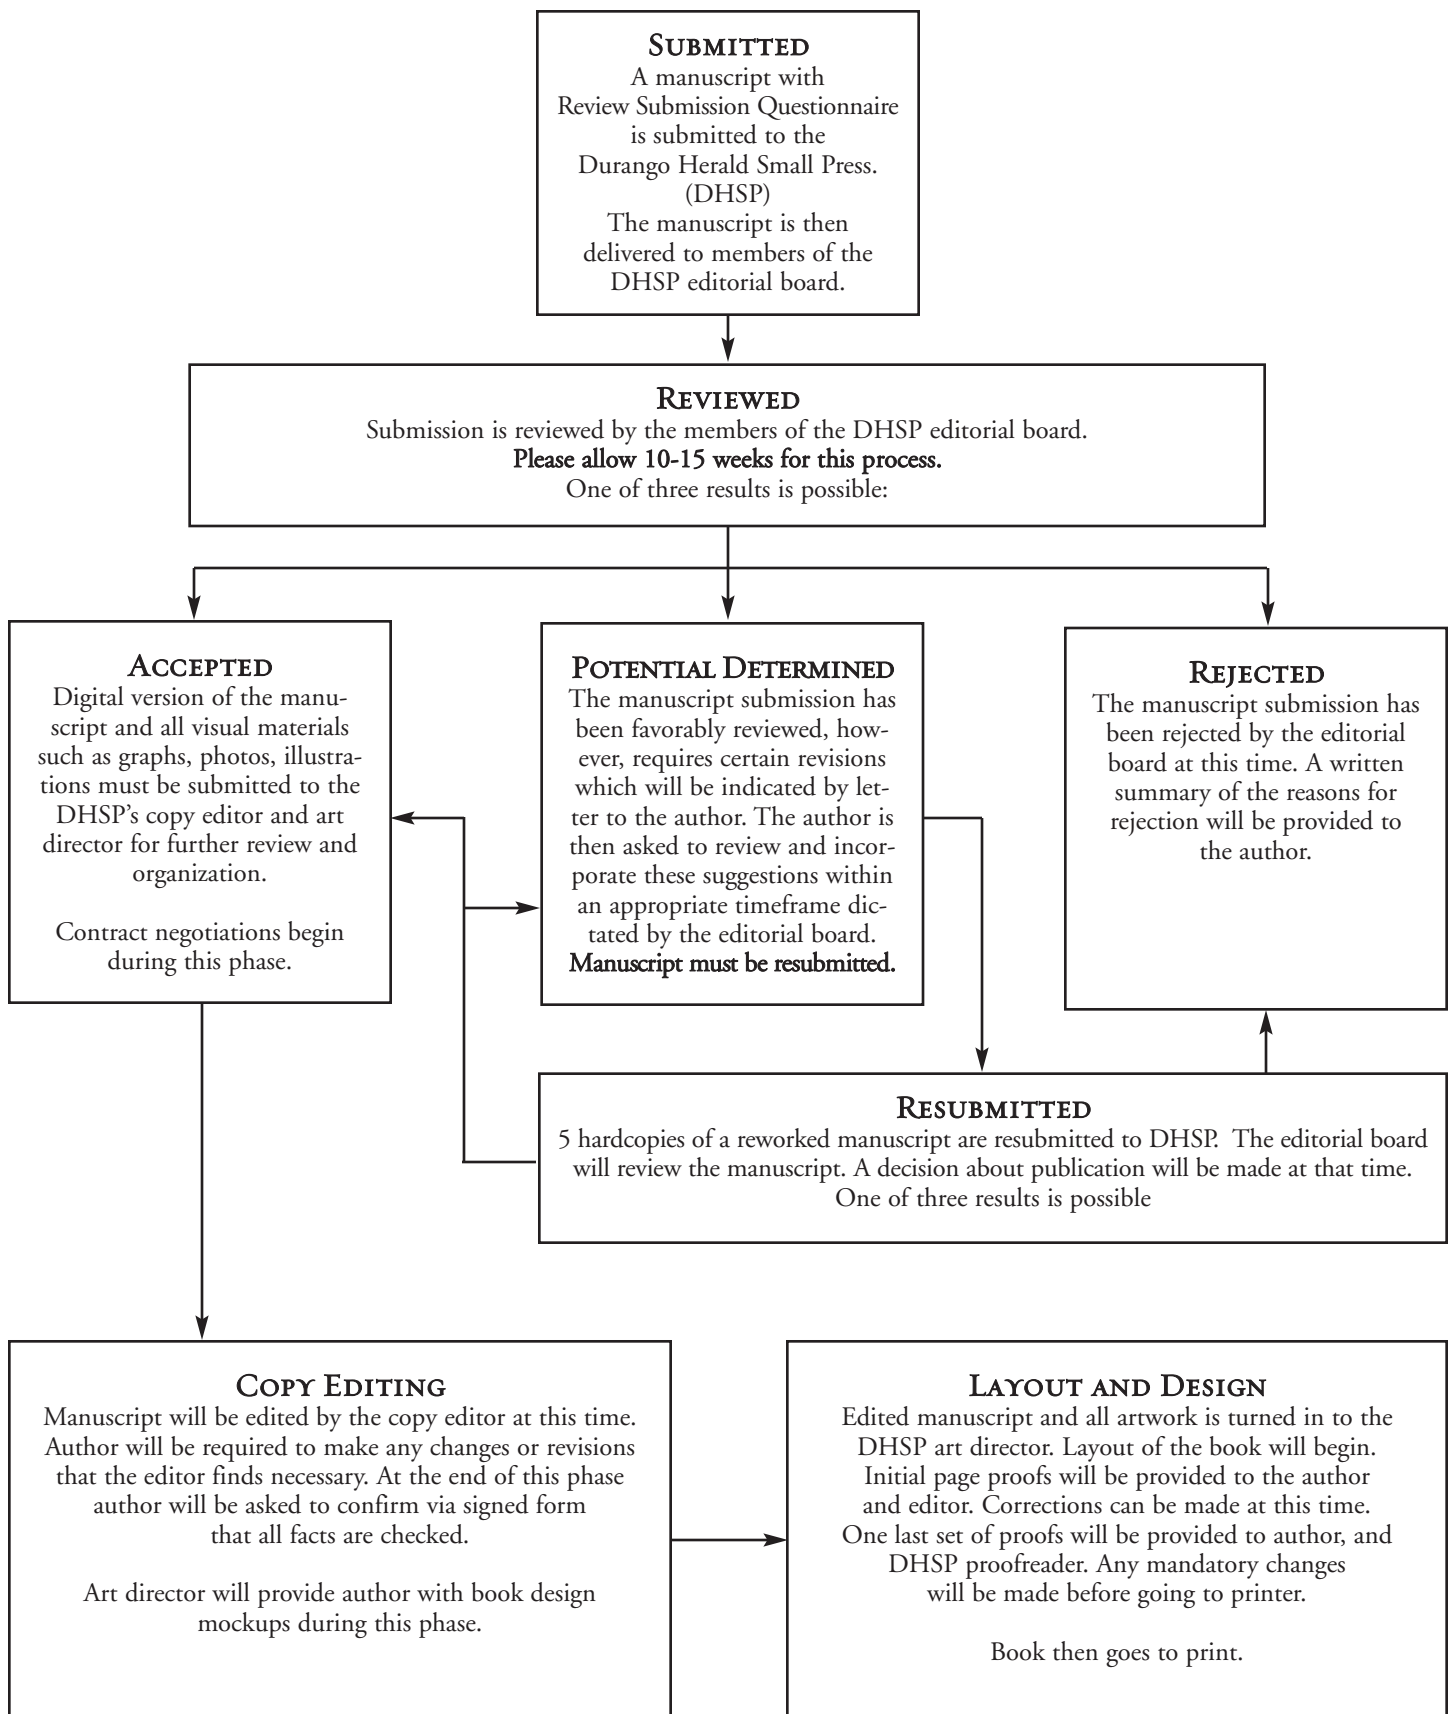 SUBMITTED
A manuscript with
Review Submission Questionnaire
is submitted to the
Durango Herald Small Press.
(DHSP)
The manuscript is then
delivered to members of the
DHSP editorial board.
REVIEWED
Submission is reviewed by the members of the DHSP editorial board.
Please allow 10-15 weeks for this process.
One of three results is possible:
ACCEPTED
Digital version of the manu-
script and all visual materials
such as graphs, photos, illustra-
tions must be submitted to the
DHSP’s copy editor and art
director for further review and
organization.
Contract negotiations begin
during this phase.
POTENTIAL DETERMINED
The manuscript submission has
been favorably reviewed, how-
ever, requires certain revisions
which will be indicated by let-
ter to the author. The author is
then asked to review and incor-
porate these suggestions within
an appropriate timeframe dic-
tated by the editorial board.
Manuscript must be resubmitted.
REJECTED
The manuscript submission has
been rejected by the editorial
board at this time. A written
summary of the reasons for
rejection will be provided to
the author.
RESUBMITTED
5 hardcopies of a reworked manuscript are resubmitted to DHSP. The editorial board
will review the manuscript. A decision about publication will be made at that time.
One of three results is possible
COPY EDITING
Manuscript will be edited by the copy editor at this time.
Author will be required to make any changes or revisions
that the editor finds necessary. At the end of this phase
author will be asked to confirm via signed form
that all facts are checked.
Art director will provide author with book design
mockups during this phase.
LAYOUT AND DESIGN
Edited manuscript and all artwork is turned in to the
DHSP art director. Layout of the book will begin.
Initial page proofs will be provided to the author
and editor. Corrections can be made at this time.
One last set of proofs will be provided to author, and
DHSP proofreader. Any mandatory changes
will be made before going to printer.
Book then goes to print.